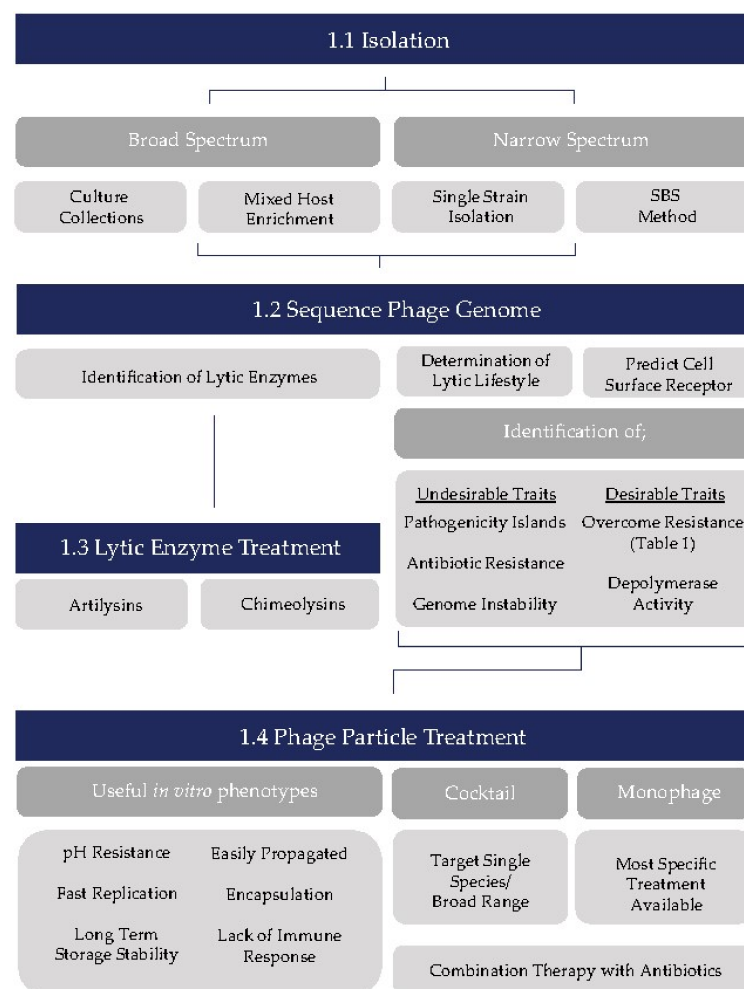 1.1 Isolation
Broad Spectrum
Narrow Spectrum
Culture
Collections
Mixed Host
Enrichment
Single Strain
Isolation
SBS
Method
1.2 Sequence Phage Genome
Identification of Lytic Enzymes
Determination of
Lytic Lifestyle
Predict Cell
Surface Receptor
Identification of;
Undesirable Traits
Pathogenicity Islands
Antibiotic Resistance
Genome Instability
Desirable Traits
Overcome Resistance
(Table 1)
Depolymerase
Activity
1.3 Lytic Enzyme Treatment
Artilysins
Chimeolysins
1.4 Phage Particle Treatment
Useful in vitro phenotypes
pH Resistance
Easily Propagated
Fast Replication
Encapsulation
Long Term
Storage Stability
Lack of Immune
Response
Cocktail
Target Single
Species/
Broad Range
Monophage
Most Specific
Treatment
Available
Combination Therapy with Antibiotics